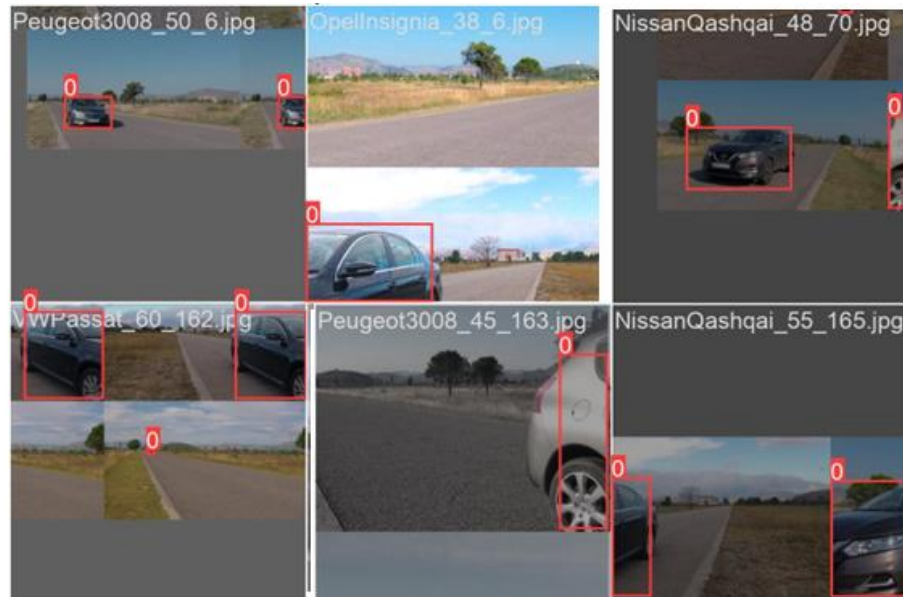 Peugeot3008_50_6.jpg
OpelInsignia_38_6.jpg
NissanQashqai_48_70.jpg
0
0
0
0
0
VWPassat_60_162.jpg
Peugeot3008_45_163.jpg
NissanQashqai_55_165.jpg
0
0
0
0
0
0